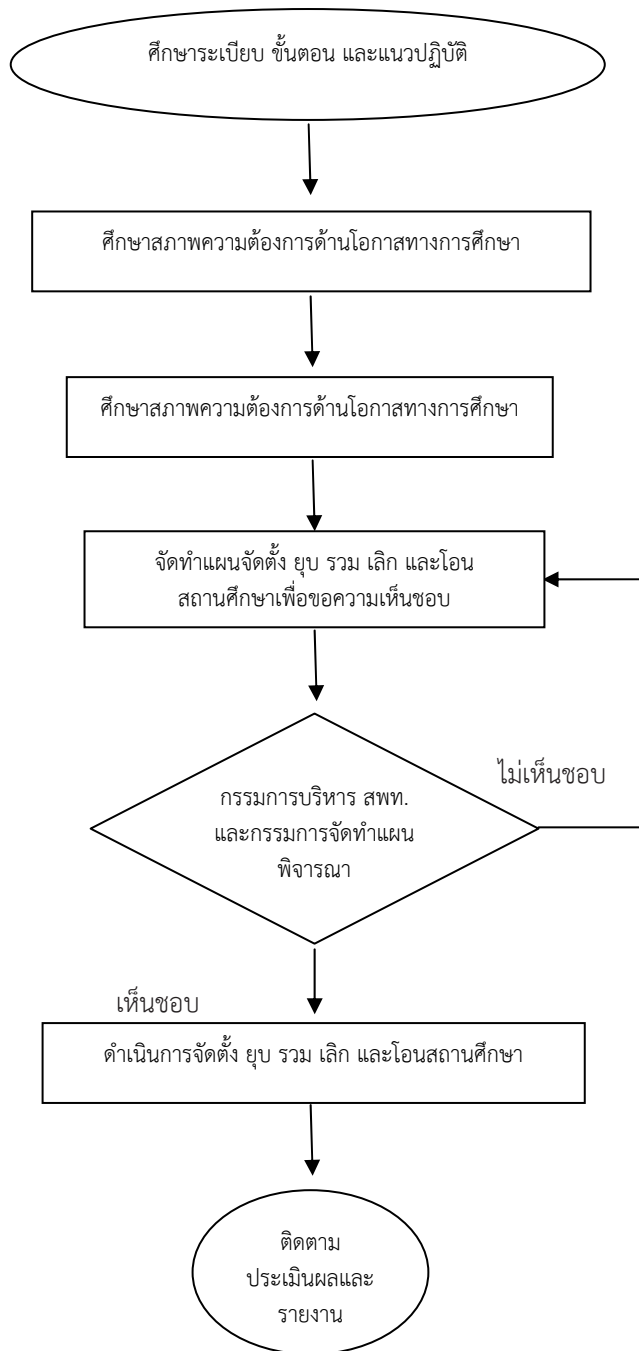 ศึกษาระเบียบ ขั้นตอน และแนวปฏิบัติ
ศึกษาสภาพความต้องการด้านโอกาสทางการศึกษา
ศึกษาสภาพความต้องการด้านโอกาสทางการศึกษา
จัดทำแผนจัดตั้ง ยุบ รวม เลิก และโอน
สถานศึกษาเพื่อขอความเห็นชอบ
ไม่เห็นชอบ
กรรมการบริหาร สพท.
และกรรมการจัดทำแผน
พิจารณา
เห็นชอบ
ดำเนินการจัดตั้ง ยุบ รวม เลิก และโอนสถานศึกษา
ติดตาม
ประเมินผลและ
รายงาน